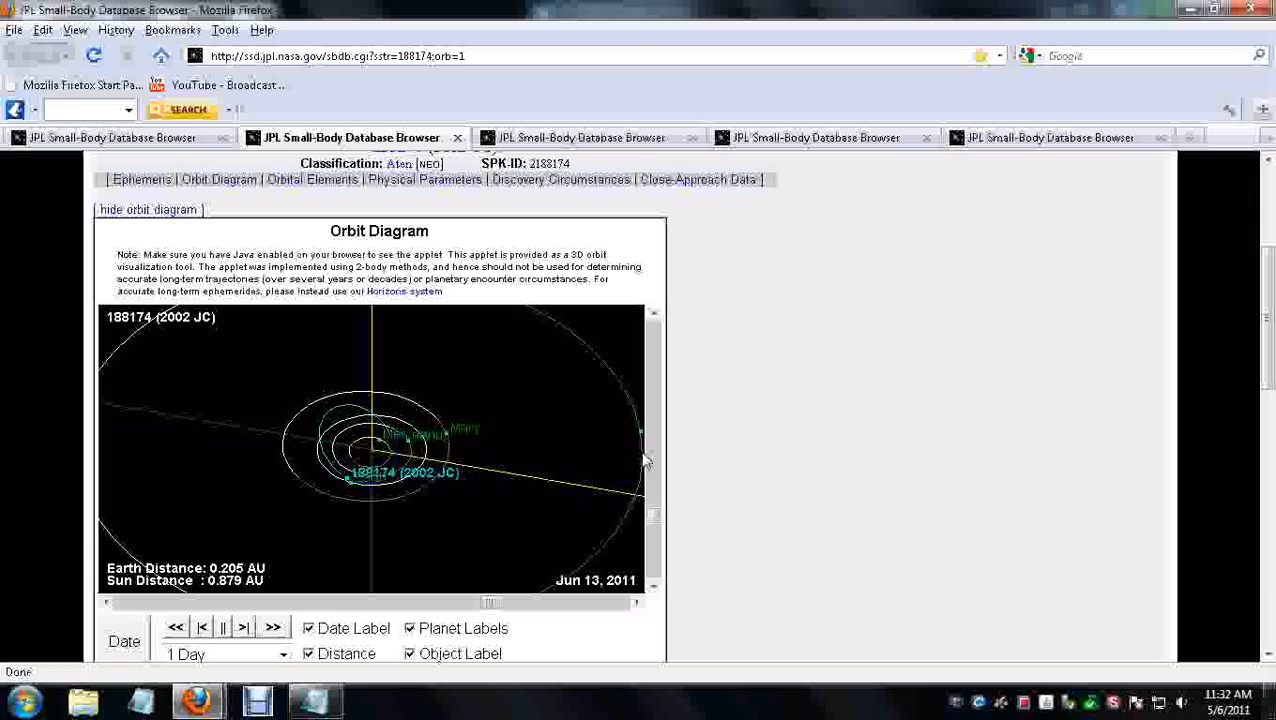 JPL Small-Body Database Browser - Mozilla Firefox
File Edit View History Bookmarks Tools Help
http://ssd.jpl.nasa.gov/sbdb.cgi?sstr=188174;orb=1
Google
Mozilla Firefox Start Pa... YouTube - Broadcast...
SEARCH
JPL Small-Body Database Browser JPL Small-Body Database Browser JPL Small-Body Database Browser JPL Small-Body Database Browser JPL Small-Body Database Browser
Classification: Aten [NEO] SPK-ID: 2188174
[ Ephemeris | Orbit Diagram | Orbital Elements | Physical Parameters | Discovery Circumstances | Close-Approach Data ]
[ hide orbit diagram ]
Orbit Diagram
Note: Make sure you have Java enabled on your browser to see the applet. This applet is provided as a 3D orbit
visualization tool. The applet was implemented using 2-body methods, and hence should not be used for determining
accurate long-term trajectories (over several years or decades) or planetary encounter circumstances. For
accurate long-term ephemerides, please instead use our Horizons system
188174 (2002 JC)
188174 (2002 JC)
Earth Distance: 0.205 AU
Sun Distance : 0.879 AU Jun 13, 2011
Date << |< || >| >> Date Label Planet Labels
1 Day Distance Object Label
Done
11:32 AM
5/6/2011